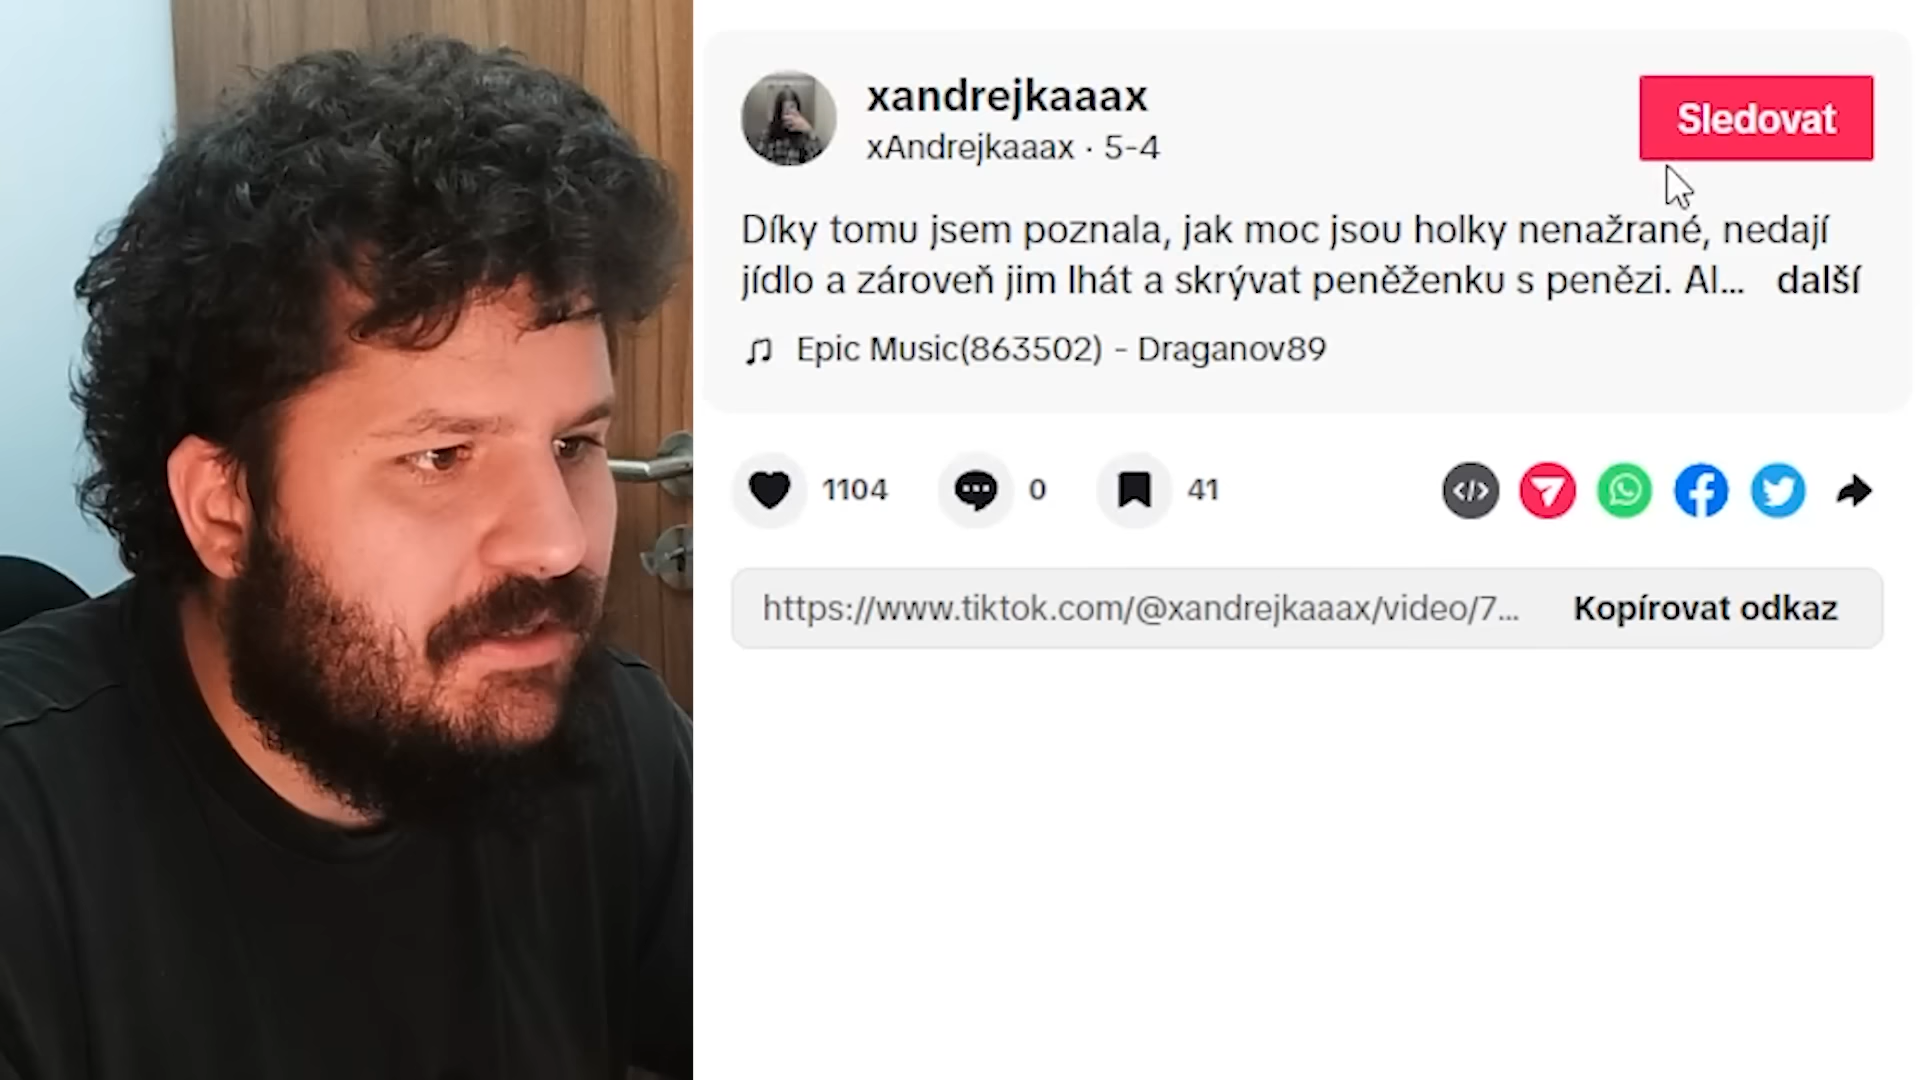 xandrejkaaax
xAndrejkaaax · 5-4
Sledovat
Díky tomu jsem poznala, jak moc jsou holky nenažrané, nedají
jídlo a zároveň jim lhát a skrývat peněženku s penězi. Al... další
Epic Music(863502) - Draganov89
1104
0
41
https://www.tiktok.com/@xandrejkaaax/video/7...
Kopírovat odkaz